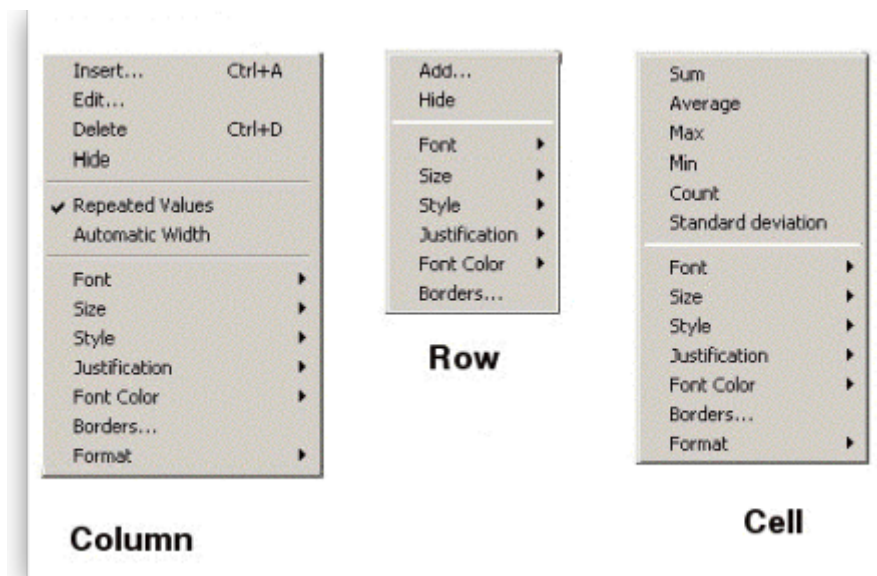 Insert... Ctrl+A
Edit...
Delete Ctrl+D
Hide
Repeated Values
Automatic Width
Font
Size
Style
Justification
Font Color
Borders...
Format
Column
Add...
Hide
Font
Size
Style
Justification
Font Color
Borders...
Row
Sum
Average
Max
Min
Count
Standard deviation
Font
Size
Style
Justification
Font Color
Borders...
Format
Cell